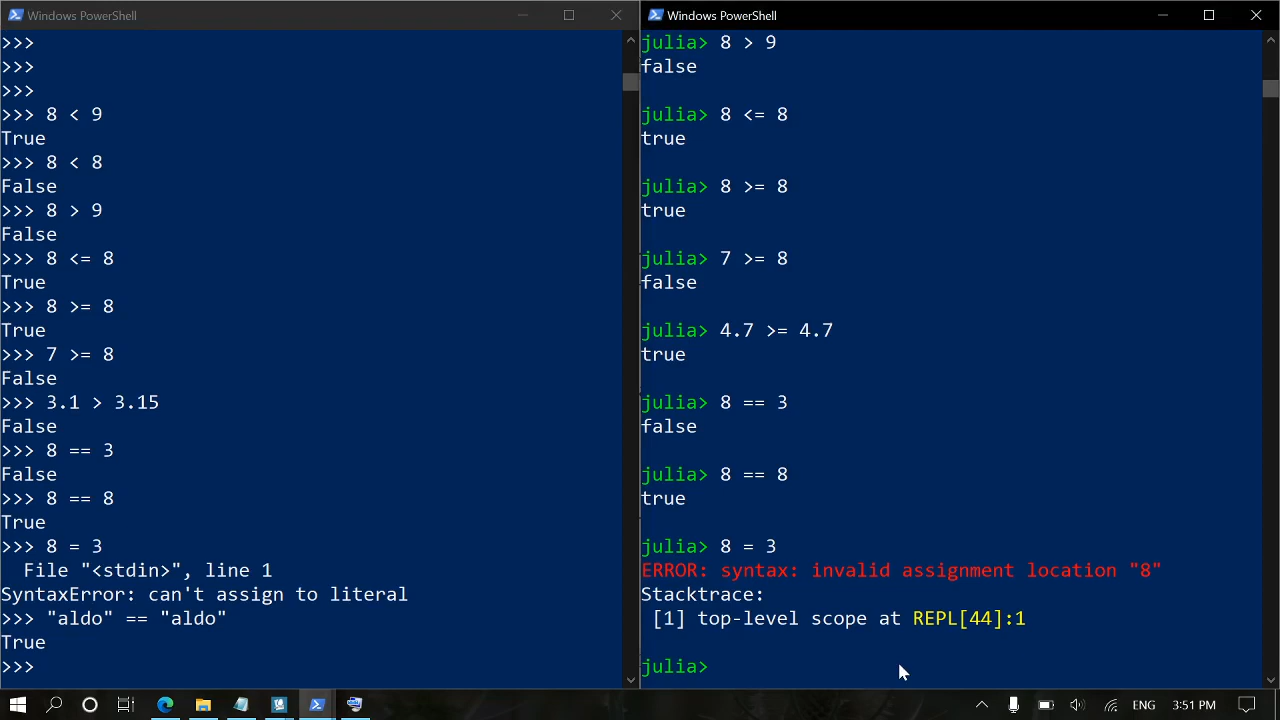 Windows PowerShell
>>>
>>>
>>>
>>> 8 < 9
True
>>> 8 < 8
False
>>> 8 > 9
False
>>> 8 <= 8
True
>>> 8 >= 8
True
>>> 7 >= 8
False
>>> 3.1 > 3.15
False
>>> 8 == 3
False
>>> 8 == 8
True
>>> 8 = 3
  File "<stdin>", line 1
SyntaxError: can't assign to literal
>>> "aldo" == "aldo"
True
>>>
Windows PowerShell
julia> 8 > 9
false
julia> 8 <= 8
true
julia> 8 >= 8
true
julia> 7 >= 8
false
julia> 4.7 >= 4.7
true
julia> 8 == 3
false
julia> 8 == 8
true
julia> 8 = 3
ERROR: syntax: invalid assignment location "8"
Stacktrace:
 [1] top-level scope at REPL[44]:1
julia>
ENG 3:51 PM